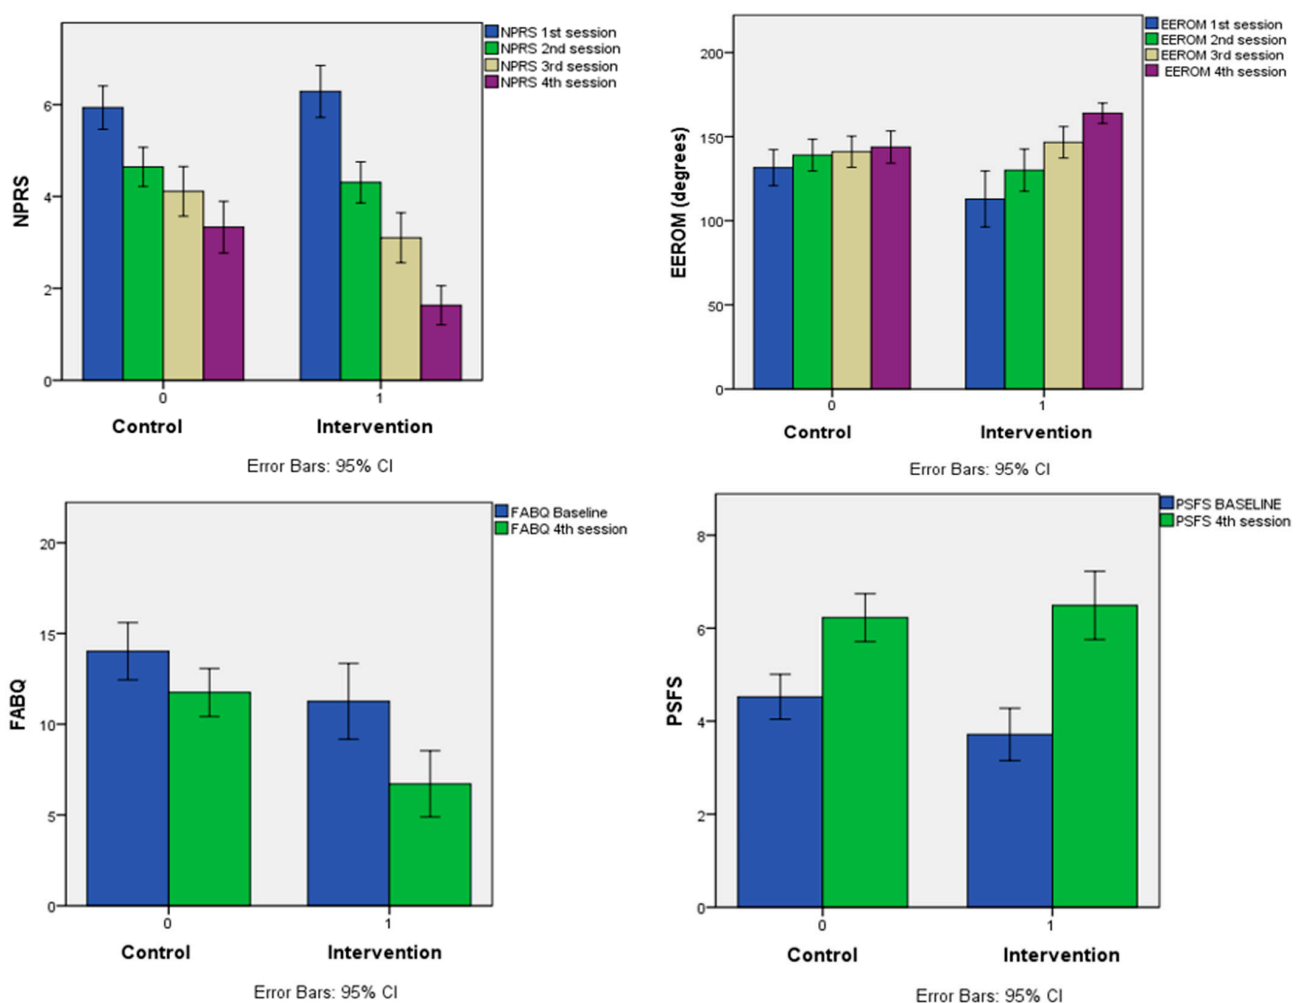 NPRS 1st session
NPRS 2nd session
NPRS 3rd session
NPRS 4th session
NPRS
6
4
2
0
0
1
Control
Intervention
Error Bars: 95% CI
EEROM 1st session
EEROM 2nd session
EEROM 3rd session
EEROM 4th session
EEROM (degrees)
200
150
100
50
0
0
1
Control
Intervention
Error Bars: 95% CI
FABQ Baseline
FABQ 4th session
FABQ
20
15
10
5
0
0
1
Control
Intervention
Error Bars: 95% CI
PSFS BASELINE
PSFS 4th session
PSFS
8
6
4
2
0
0
1
Control
Intervention
Error Bars: 95% CI